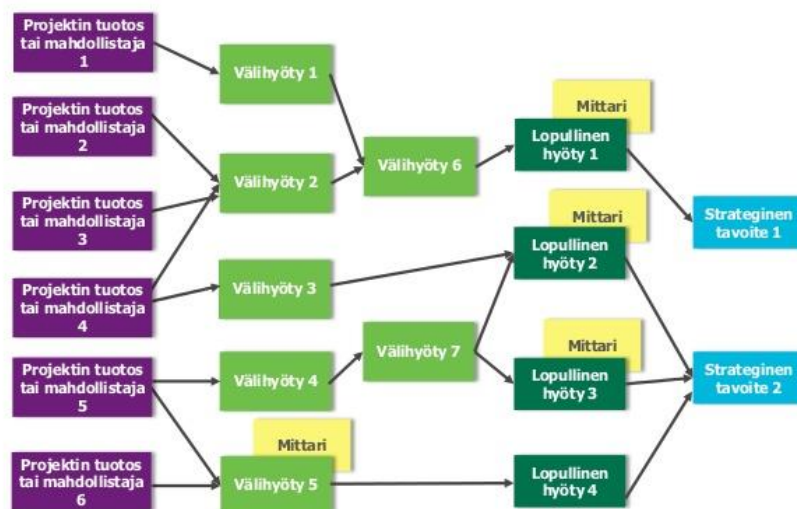 Projektin tuotos
tai mahdollistaja
1
Projektin tuotos
tai mahdollistaja
2
Projektin tuotos
tai mahdollistaja
3
Projektin tuotos
tai mahdollistaja
4
Projektin tuotos
tai mahdollistaja
5
Projektin tuotos
tai mahdollistaja
6
Välihyöty 1
Välihyöty 2
Välihyöty 3
Välihyöty 4
Mittari
Välihyöty 5
Välihyöty 6
Välihyöty 7
Mittari
Lopullinen
hyöty 1
Mittari
Lopullinen
hyöty 2
Mittari
Lopullinen
hyöty 3
Lopullinen
hyöty 4
Strateginen
tavoite 1
Strateginen
tavoite 2